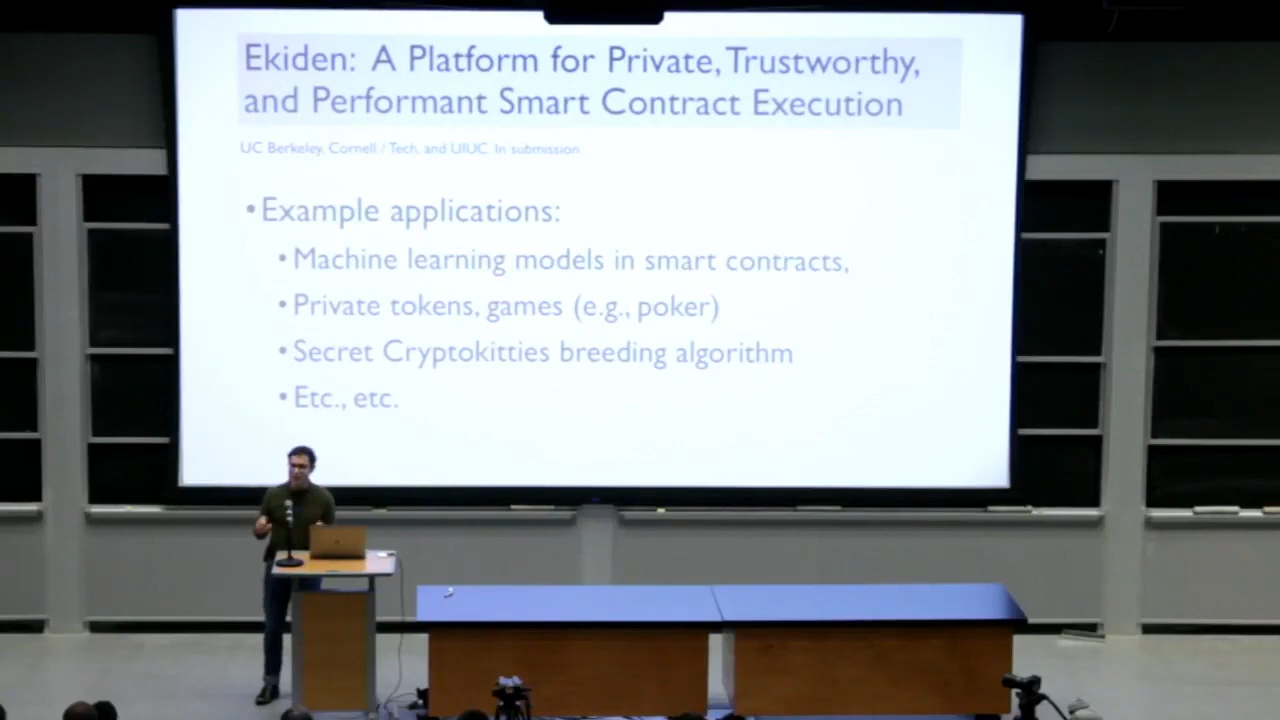 Ekiden: A Platform for Private, Trustworthy,
and Performant Smart Contract Execution
UC Berkeley, Cornell / Tech, and UIUC. In submission.
• Example applications:
• Machine learning models in smart contracts,
• Private tokens, games (e.g., poker)
• Secret Cryptokitties breeding algorithm
• Etc., etc.